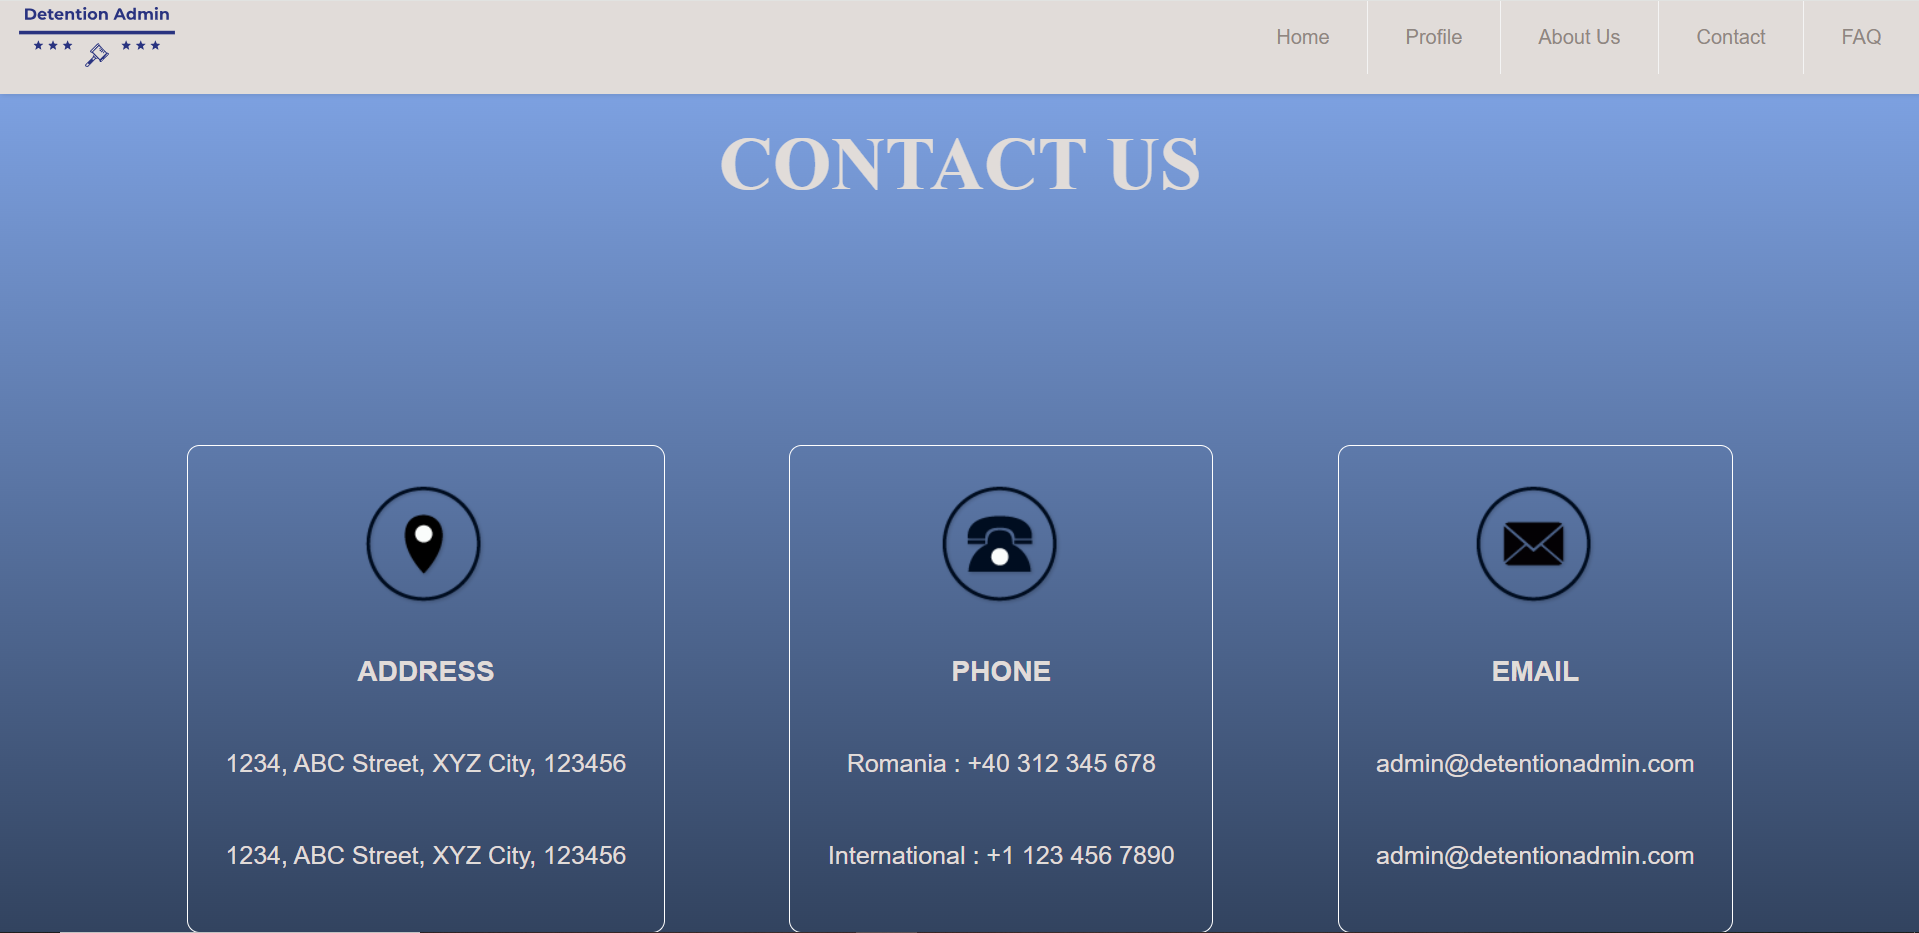 Detention Admin
Home Profile About Us Contact FAQ
CONTACT US
ADDRESS
1234, ABC Street, XYZ City, 123456
1234, ABC Street, XYZ City, 123456
PHONE
Romania : +40 312 345 678
International : +1 123 456 7890
EMAIL
admin@detentionadmin.com
admin@detentionadmin.com